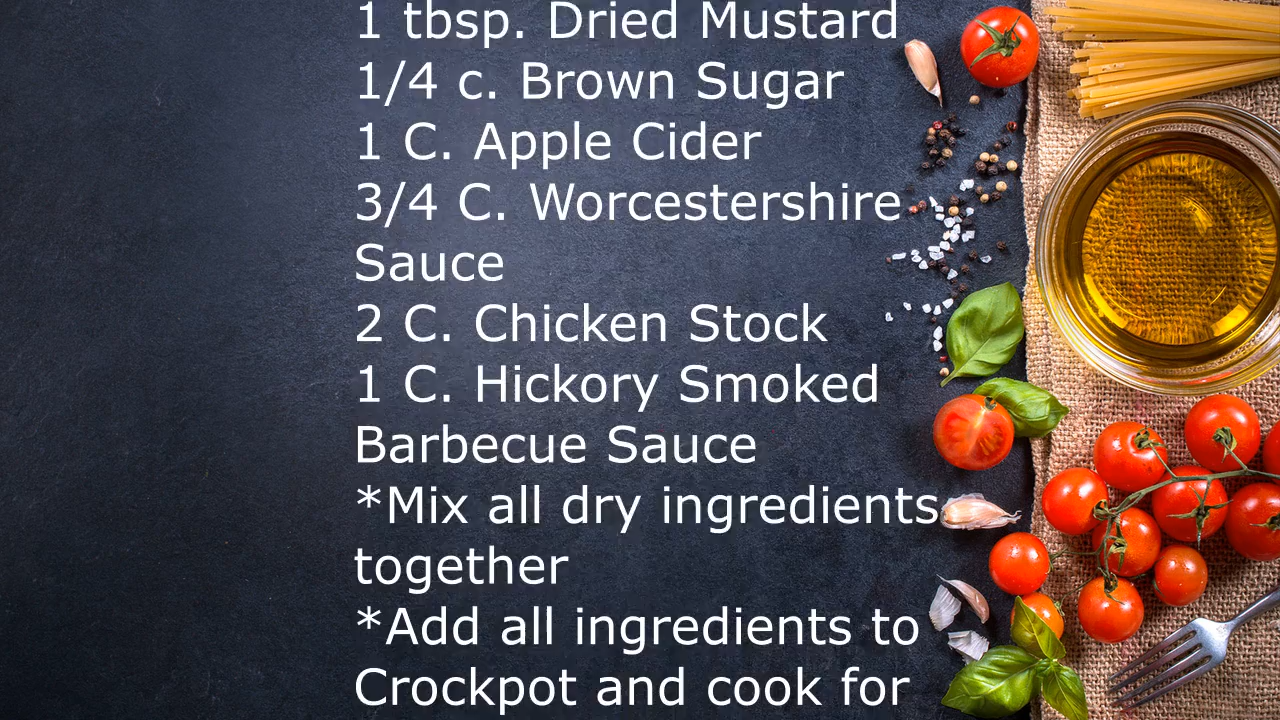 1 tbsp. Dried Mustard
1/4 c. Brown Sugar
1 C. Apple Cider
3/4 C. Worcestershire
Sauce
2 C. Chicken Stock
1 C. Hickory Smoked
Barbecue Sauce
*Mix all dry ingredients
together
*Add all ingredients to
Crockpot and cook for